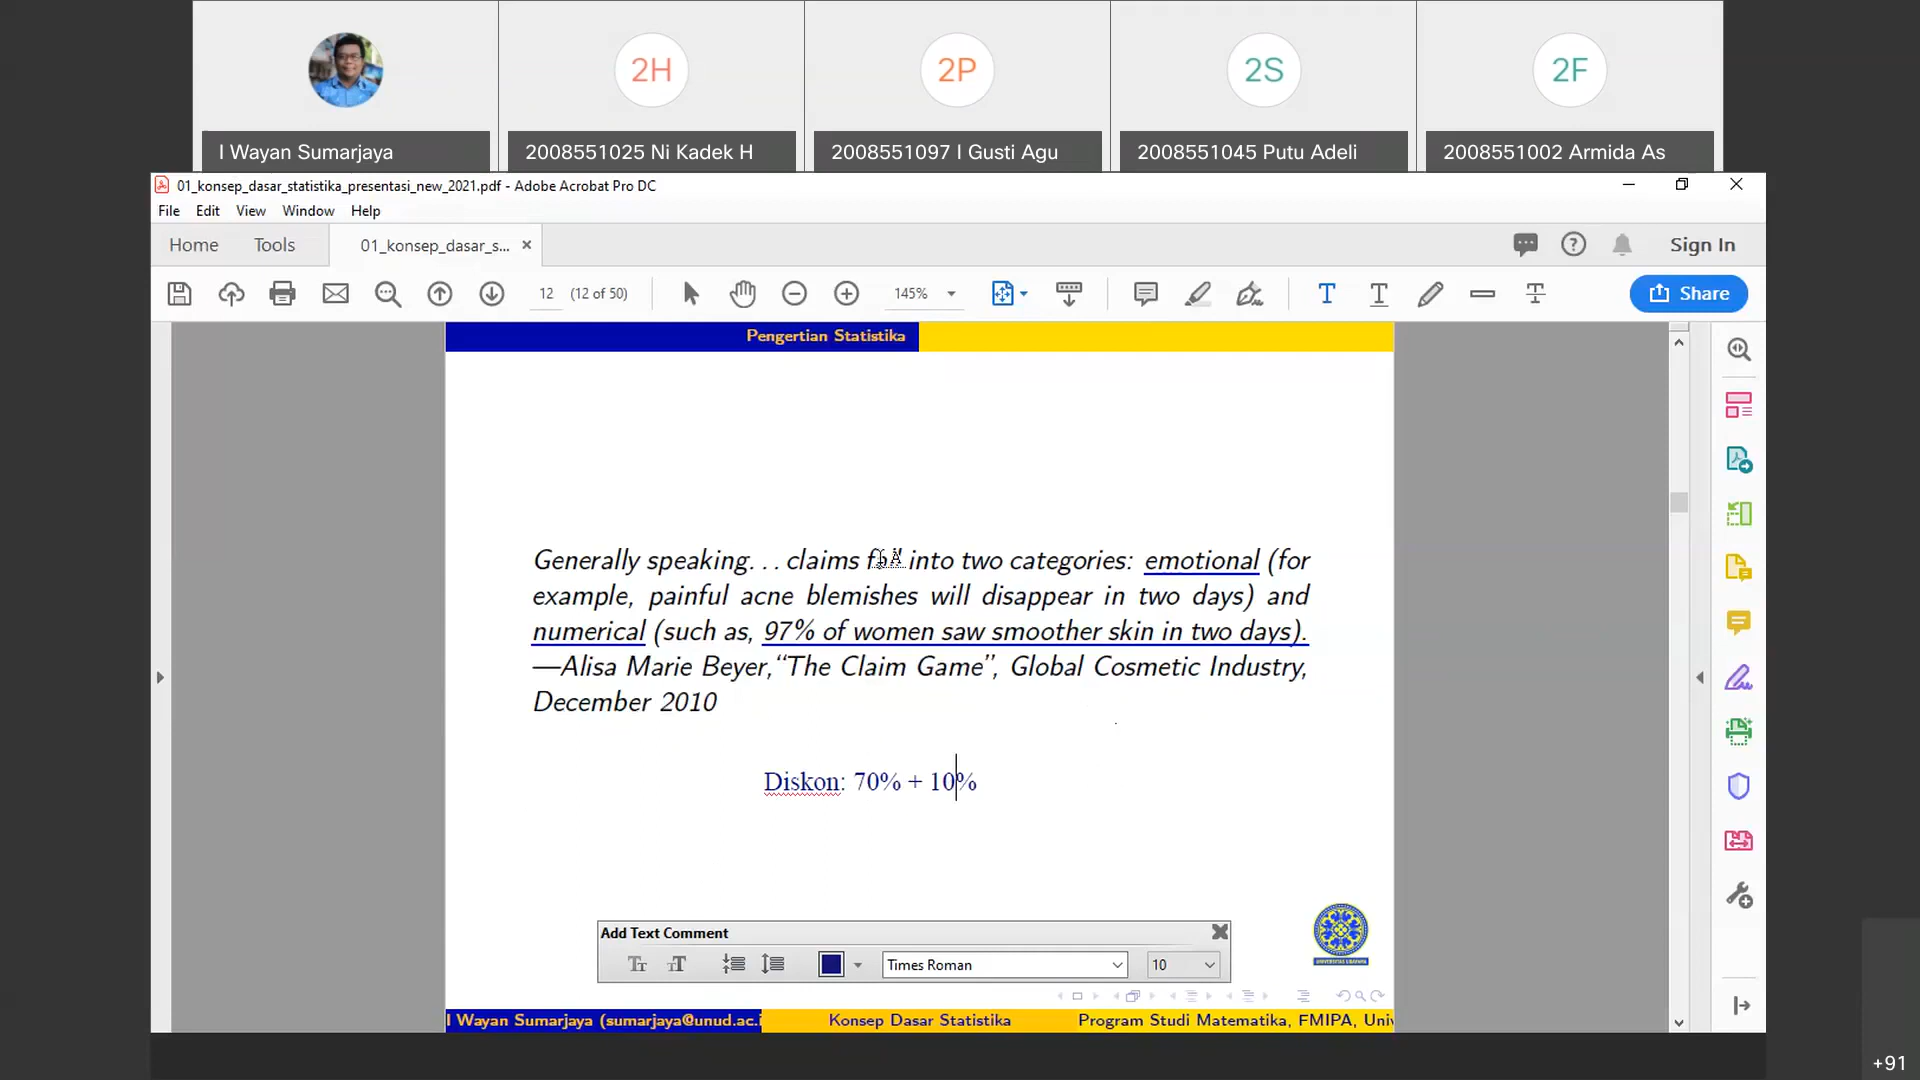 2H
2P
2S
2F
I Wayan Sumarjaya
2008551025 Ni Kadek H
2008551097 I Gusti Agu
2008551045 Putu Adeli
2008551002 Armida As
01_konsep_dasar_statistika_presentasi_new_2021.pdf - Adobe Acrobat Pro DC
File Edit View Window Help
Home Tools 01_konsep_dasar_s... Sign In
12 (12 of 50) 145% Share
Pengertian Statistika
Generally speaking... claims into two categories: emotional (for
example, painful acne blemishes will disappear in two days) and
numerical (such as, 97% of women saw smoother skin in two days).
—Alisa Marie Beyer,“The Claim Game”, Global Cosmetic Industry,
December 2010
Diskon: 70% + 10%
Add Text Comment
Times Roman 10
UNIVERSITAS UDAYANA
I Wayan Sumarjaya (sumarjaya@unud.ac.i
Konsep Dasar Statistika
Program Studi Matematika, FMIPA, Univ
+91